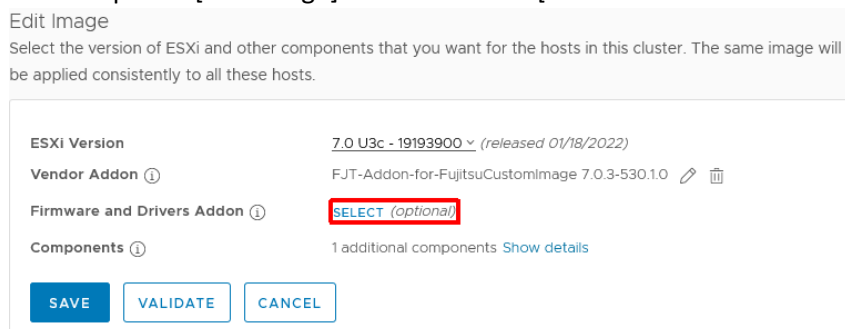 Edit Image
Select the version of ESXi and other components that you want for the hosts in this cluster. The same image will
be applied consistently to all these hosts.
ESXi Version 7.0 U3c - 19193900 (released 01/18/2022)
Vendor Addon FJT-Addon-for-FujitsuCustomImage 7.0.3-530.1.0
Firmware and Drivers Addon SELECT (optional)
Components 1 additional components Show details
SAVE VALIDATE CANCEL